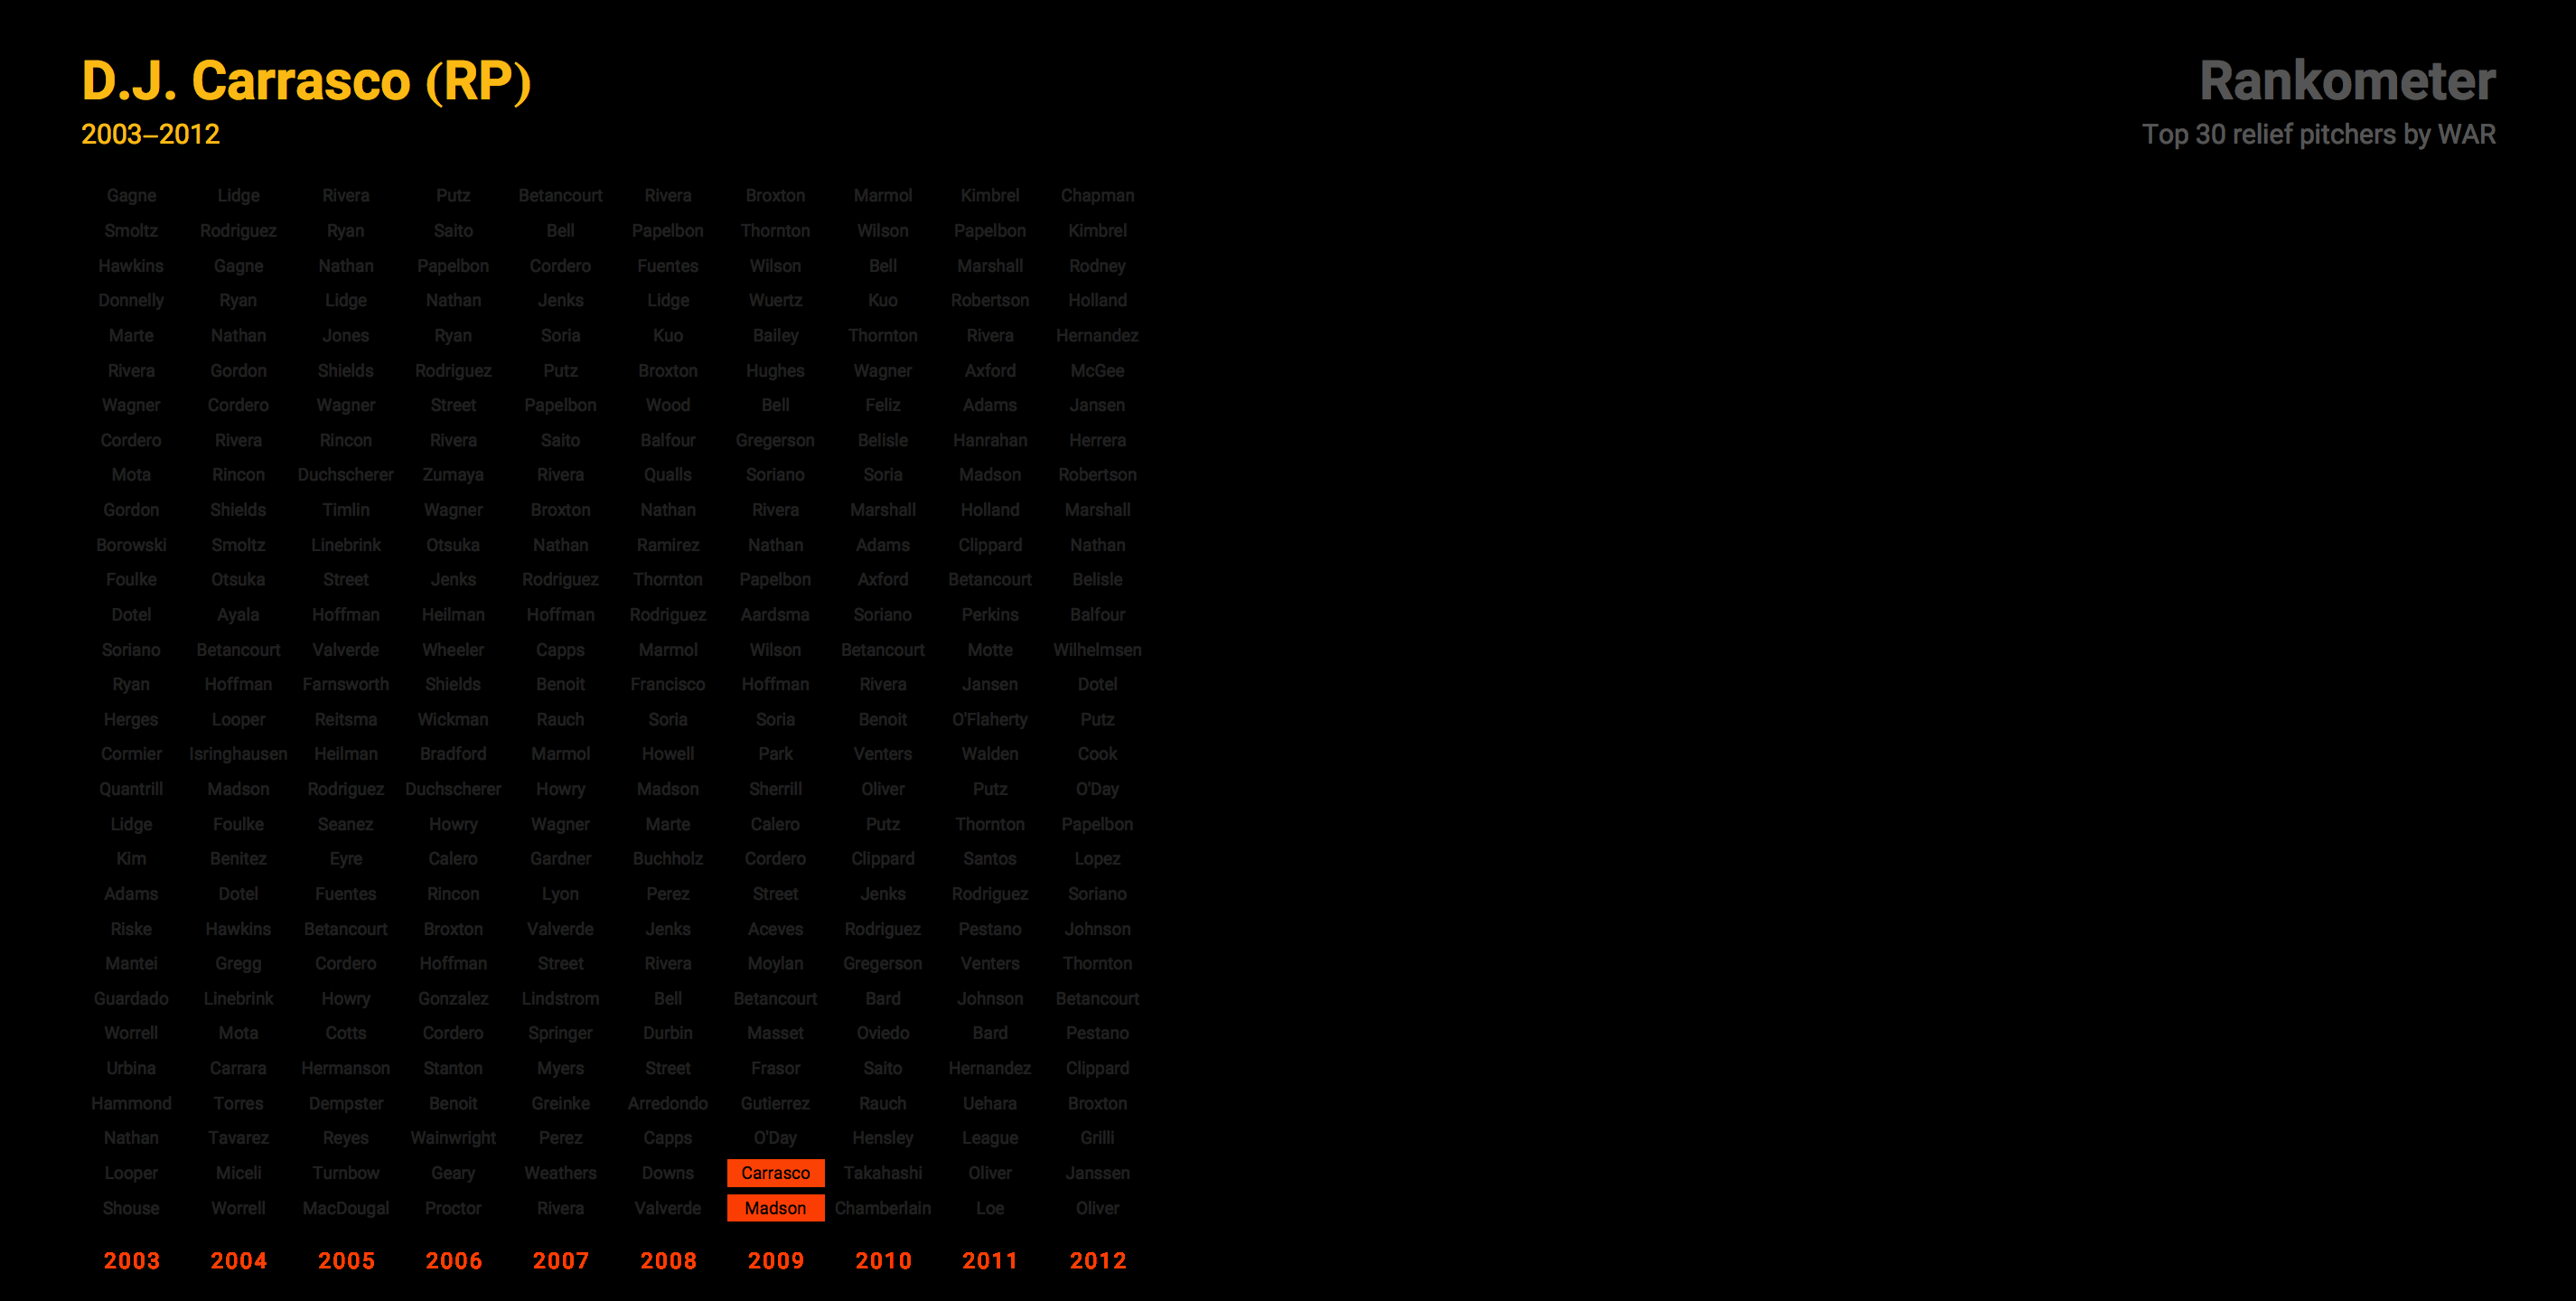 D.J. Carrasco (RP)
Rankometer
2003–2012
Top 30 relief pitchers by WAR
Gagne Lidge Rivera Putz Betancourt Rivera Broxton Marmol Kimbrel Chapman
Smoltz Rodriguez Ryan Saito Bell Papelbon Thornton Wilson Papelbon Kimbrel
Hawkins Gagne Nathan Papelbon Cordero Fuentes Wilson Bell Marshall Rodney
Donnelly Ryan Lidge Nathan Jenks Lidge Wuertz Kuo Robertson Holland
Marte Nathan Jones Ryan Soria Kuo Bailey Thornton Rivera Hernandez
Rivera Gordon Shields Rodriguez Putz Broxton Hughes Wagner Axford McGee
Wagner Cordero Wagner Street Papelbon Wood Bell Feliz Adams Jansen
Cordero Rivera Rincon Rivera Saito Balfour Gregerson Belisle Hanrahan Herrera
Mota Rincon Duchscherer Zumaya Rivera Qualls Soriano Soria Madson Robertson
Gordon Shields Timlin Wagner Broxton Nathan Rivera Marshall Holland Marshall
Borowski Smoltz Linebrink Otsuka Nathan Ramirez Nathan Adams Clippard Nathan
Foulke Otsuka Street Jenks Rodriguez Thornton Papelbon Axford Betancourt Belisle
Dotel Ayala Hoffman Heilman Hoffman Rodriguez Aardsma Soriano Perkins Balfour
Soriano Betancourt Valverde Wheeler Capps Marmol Wilson Betancourt Motte Wilhelmsen
Ryan Hoffman Farnsworth Shields Benoit Francisco Hoffman Rivera Jansen Dotel
Herges Looper Reitsma Wickman Rauch Soria Soria Benoit O'Flaherty Putz
Cormier Isringhausen Heilman Bradford Marmol Howell Park Venters Walden Cook
Quantrill Madson Rodriguez Duchscherer Howry Madson Sherrill Oliver Putz O'Day
Lidge Foulke Seanez Howry Wagner Marte Calero Putz Thornton Papelbon
Kim Benitez Eyre Calero Gardner Buchholz Cordero Clippard Santos Lopez
Adams Dotel Fuentes Rincon Lyon Perez Street Jenks Rodriguez Soriano
Riske Hawkins Betancourt Broxton Valverde Jenks Aceves Rodriguez Pestano Johnson
Mantei Gregg Cordero Hoffman Street Rivera Moylan Gregerson Venters Thornton
Guardado Linebrink Howry Gonzalez Lindstrom Bell Betancourt Bard Johnson Betancourt
Worrell Mota Cotts Cordero Springer Durbin Masset Oviedo Bard Pestano
Urbina Carrara Hermanson Stanton Myers Street Frasor Saito Hernandez Clippard
Hammond Torres Dempster Benoit Greinke Arredondo Gutierrez Rauch Uehara Broxton
Nathan Tavarez Reyes Wainwright Perez Capps O'Day Hensley League Grilli
Looper Miceli Turnbow Geary Weathers Downs Carrasco Takahashi Oliver Janssen
Shouse Worrell MacDougal Proctor Rivera Valverde Madson Chamberlain Loe Oliver
2003 2004 2005 2006 2007 2008 2009 2010 2011 2012